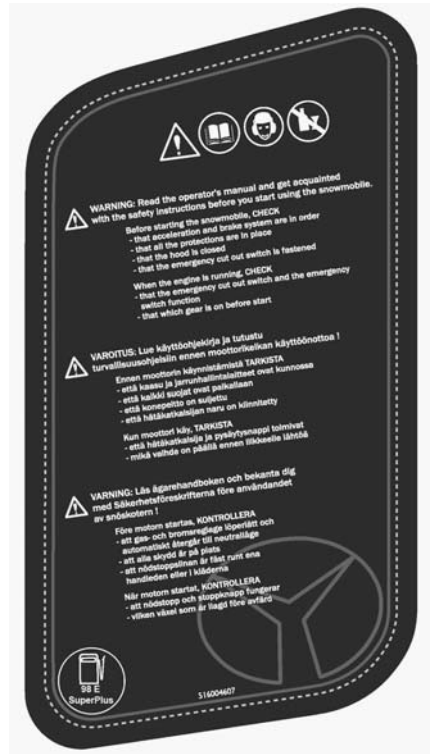 WARNING: Read the operator's manual and get acquainted
with the safety instructions before you start using the snowmobile.
Before starting the snowmobile, CHECK
- that acceleration and brake system are in order
- that all the protections are in place
- that the hood is closed
- that the emergency cut out switch is fastened
When the engine is running, CHECK
- that the emergency cut out switch and the emergency
switch function
- that which gear is on before start
VAROITUS: Lue käyttöohjekirja ja tutustu
turvallisuusohjeisiin ennen moottorikelkan käyttöönottoa !
Ennen moottorin käynnistämistä TARKISTA
- että kaasu ja jarrunhallintalaitteet ovat kunnossa
- että kaikki suojat ovat paikallaan
- että konepeitto on suljettu
- että hätäkatkaisijan naru on kiinnitetty
Kun moottori käy, TARKISTA
- että hätäkatkaisija ja pysäytysnappi toimivat
- mikä vaihde on päällä ennen liikkeelle lähtöä
VARNING: Läs ägarehandboken och bekanta dig
med Säkerhetsföreskrifterna före användandet
av snöskotern !
Före motorn startas, KONTROLLERA
- att gas- och bromsreglage löperlätt och
automatiskt återgår till neutralläge
- att alla skydd är på plats
- att nödstoppslinan är fäst runt ena
handleden eller i kläderna
När motorn startat, KONTROLLERA
- att nödstopp och stoppknapp fungerar
- vilken växel som är ilagd före avfärd
98 E
SuperPlus
516004607